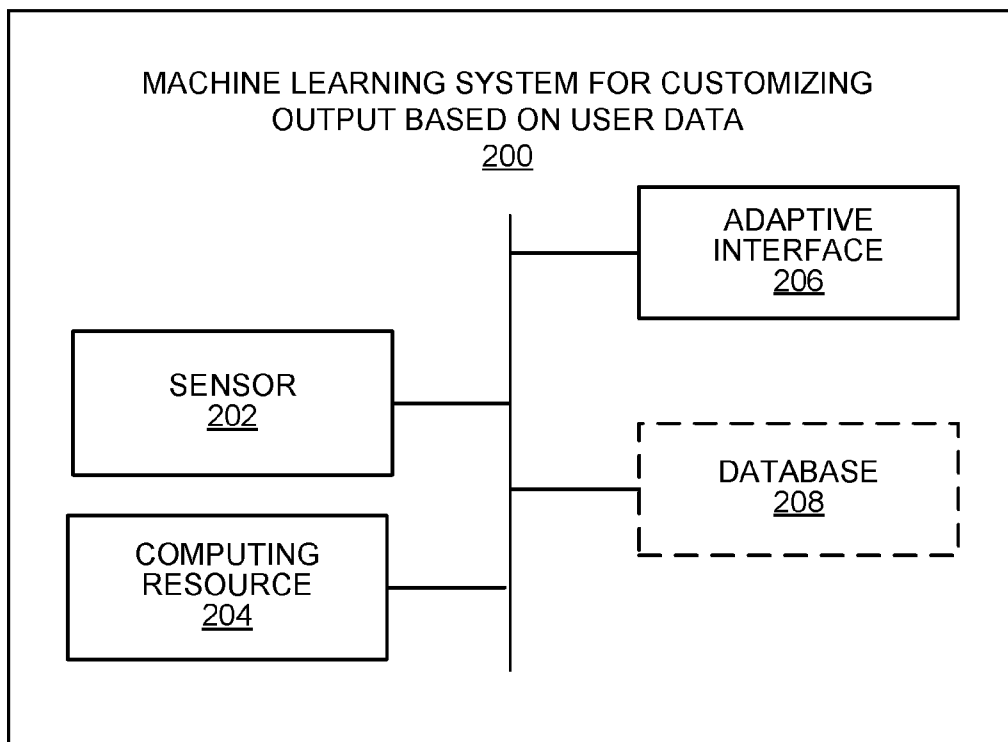 MACHINE LEARNING SYSTEM FOR CUSTOMIZING
OUTPUT BASED ON USER DATA
200
ADAPTIVE
INTERFACE
206
SENSOR
202
DATABASE
208
COMPUTING
RESOURCE
204